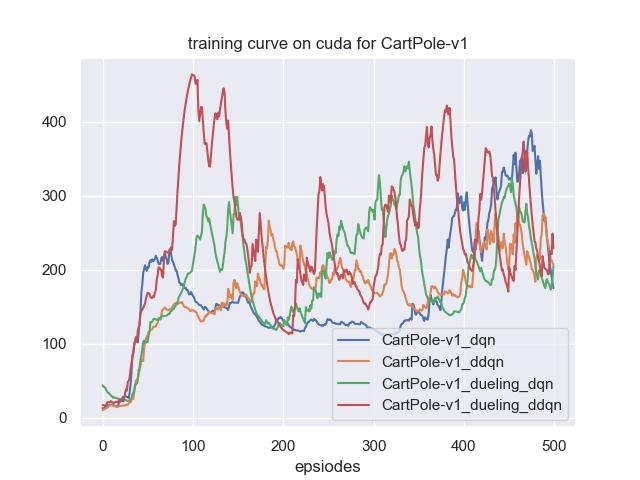 training curve on cuda for CartPole-v1
400
300
200
100
0
CartPole-v1_dqn
CartPole-v1_ddqn
CartPole-v1_dueling_dqn
CartPole-v1_dueling_ddqn
0 100 200 300 400 500
epsiodes